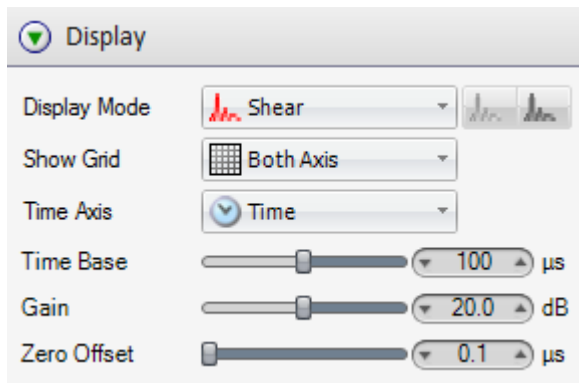 Display
Display Mode Shear
Show Grid Both Axis
Time Axis Time
Time Base 100 µs
Gain 20.0 dB
Zero Offset 0.1 µs